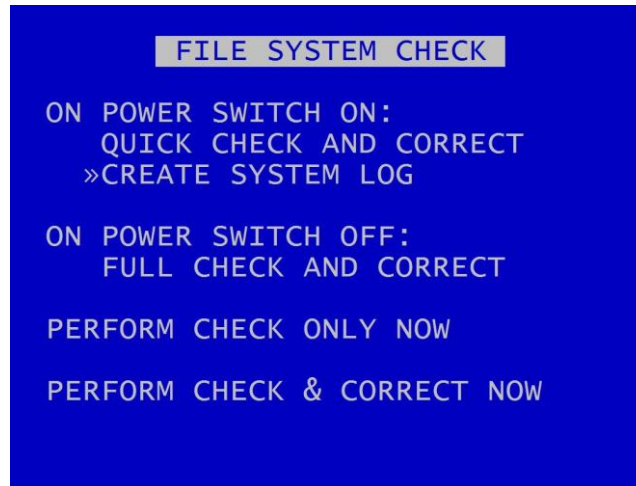 FILE SYSTEM CHECK
ON POWER SWITCH ON:
QUICK CHECK AND CORRECT
»CREATE SYSTEM LOG
ON POWER SWITCH OFF:
FULL CHECK AND CORRECT
PERFORM CHECK ONLY NOW
PERFORM CHECK & CORRECT NOW